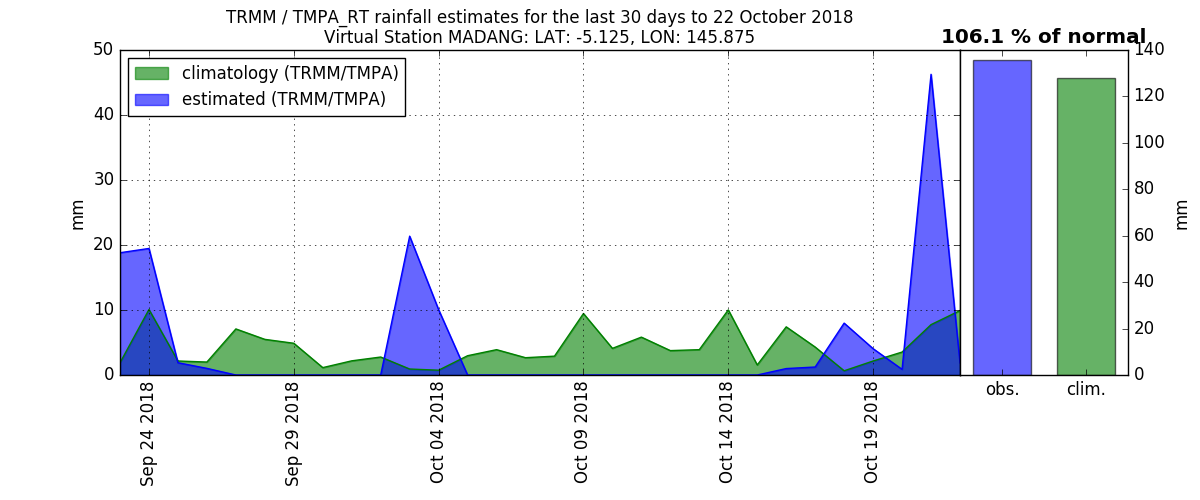 TRMM / TMPA_RT rainfall estimates for the last 30 days to 22 October 2018
Virtual Station MADANG: LAT: -5.125, LON: 145.875
106.1 % of normal
climatology (TRMM/TMPA)
estimated (TRMM/TMPA)
50
40
30
20
10
0
mm
Sep 24 2018
Sep 29 2018
Oct 04 2018
Oct 09 2018
Oct 14 2018
Oct 19 2018
obs.
clim.
140
120
100
80
60
40
20
0
mm